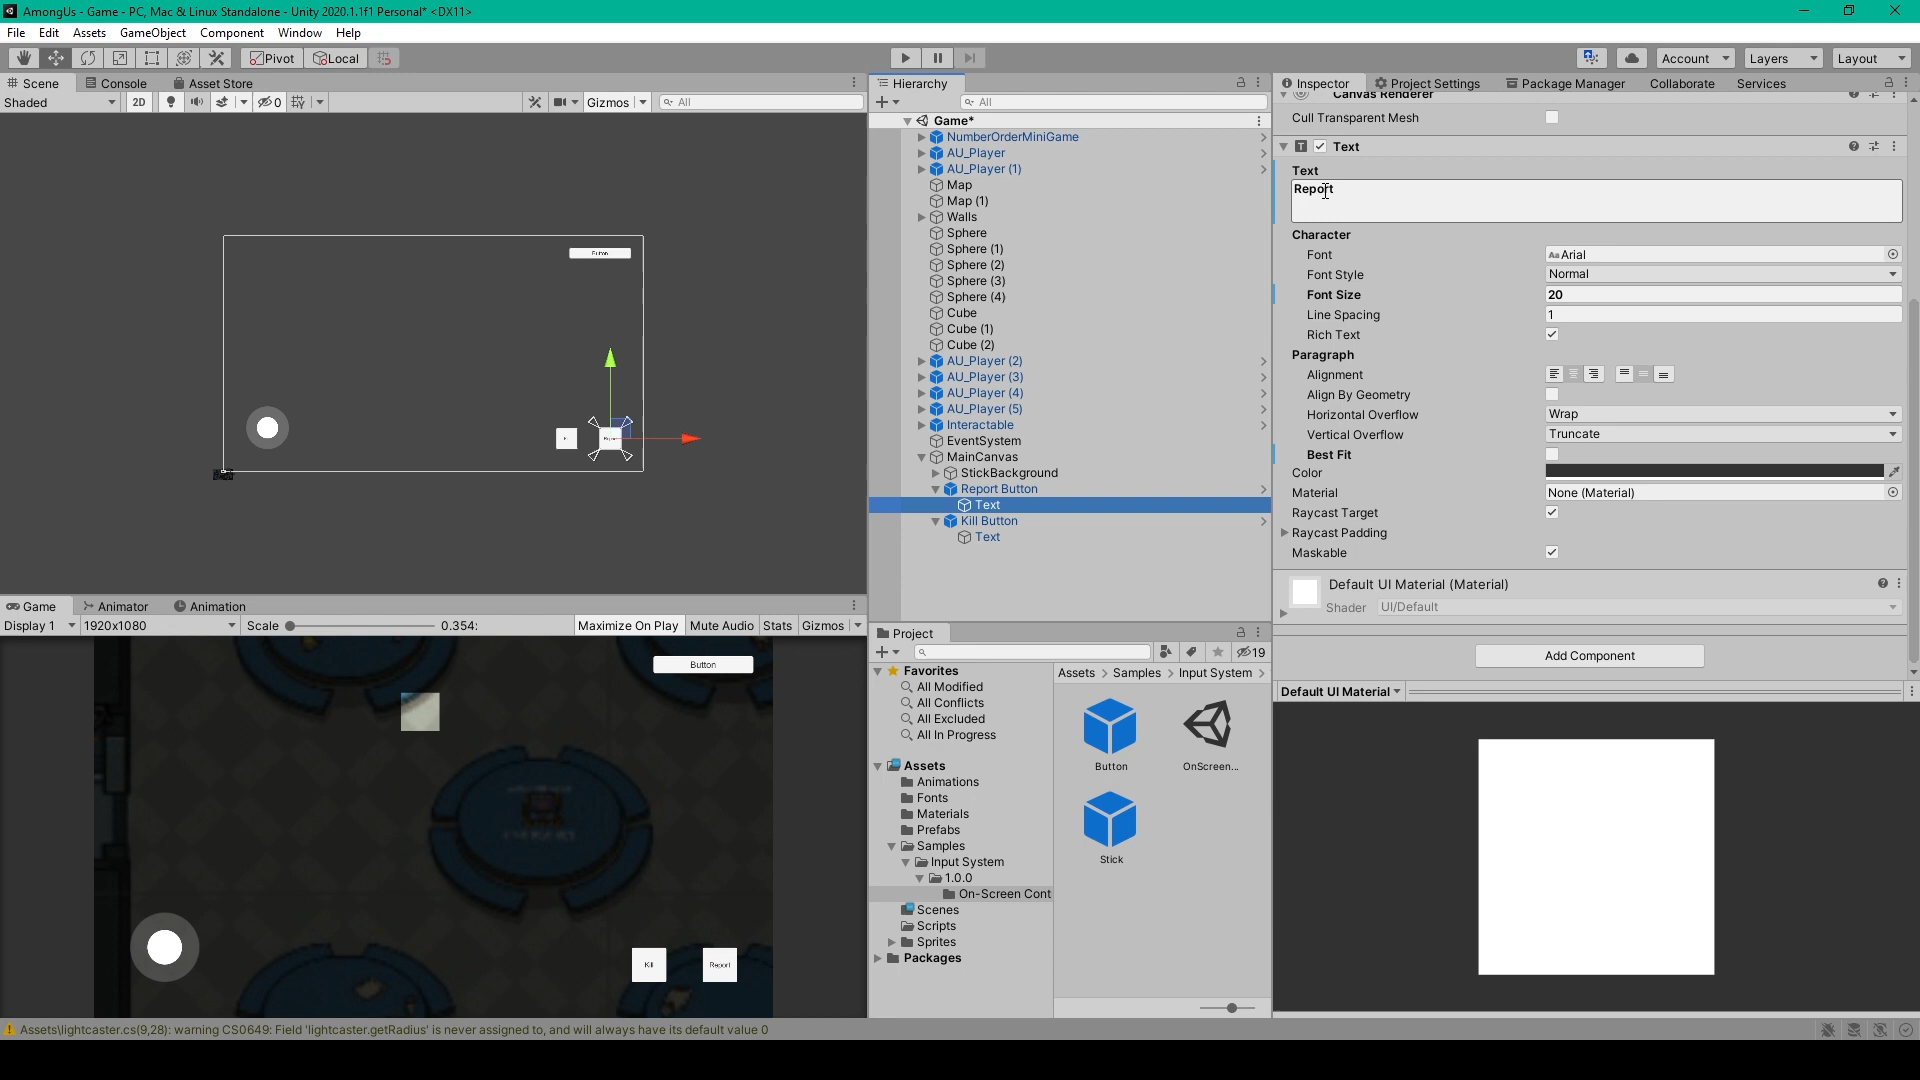 AmongUs - Game - PC, Mac & Linux Standalone - Unity 2020.1.1f1 Personal* <DX11>
File Edit Assets GameObject Component Window Help
Pivot Local Account Layers Layout
Scene Console Asset Store
Shaded 2D 0 Gizmos All
Button
Report
Game Animator Animation
Display 1 1920x1080 Scale 0.354: Maximize On Play Mute Audio Stats Gizmos
Button
Kill Report
Hierarchy
All
Game*
NumberOrderMiniGame
AU_Player
AU_Player (1)
Map
Map (1)
Walls
Sphere
Sphere (1)
Sphere (2)
Sphere (3)
Sphere (4)
Cube
Cube (1)
Cube (2)
AU_Player (2)
AU_Player (3)
AU_Player (4)
AU_Player (5)
Interactable
EventSystem
MainCanvas
StickBackground
Report Button
Text
Kill Button
Text
Project
19
Favorites
All Modified
All Conflicts
All Excluded
All In Progress
Assets
Animations
Fonts
Materials
Prefabs
Samples
Input System
1.0.0
On-Screen Cont
Scenes
Scripts
Sprites
Packages
Assets > Samples > Input System >
Button OnScreen...
Stick
Inspector Project Settings Package Manager Collaborate Services
Canvas Renderer
Cull Transparent Mesh
Text
Text
Report
Character
Font Arial
Font Style Normal
Font Size 20
Line Spacing 1
Rich Text
Paragraph
Alignment
Align By Geometry
Horizontal Overflow Wrap
Vertical Overflow Truncate
Best Fit
Color
Material None (Material)
Raycast Target
Raycast Padding
Maskable
Default UI Material (Material)
Shader UI/Default
Add Component
Default UI Material
Assets\lightcaster.cs(9,28): warning CS0649: Field 'lightcaster.getRadius' is never assigned to, and will always have its default value 0